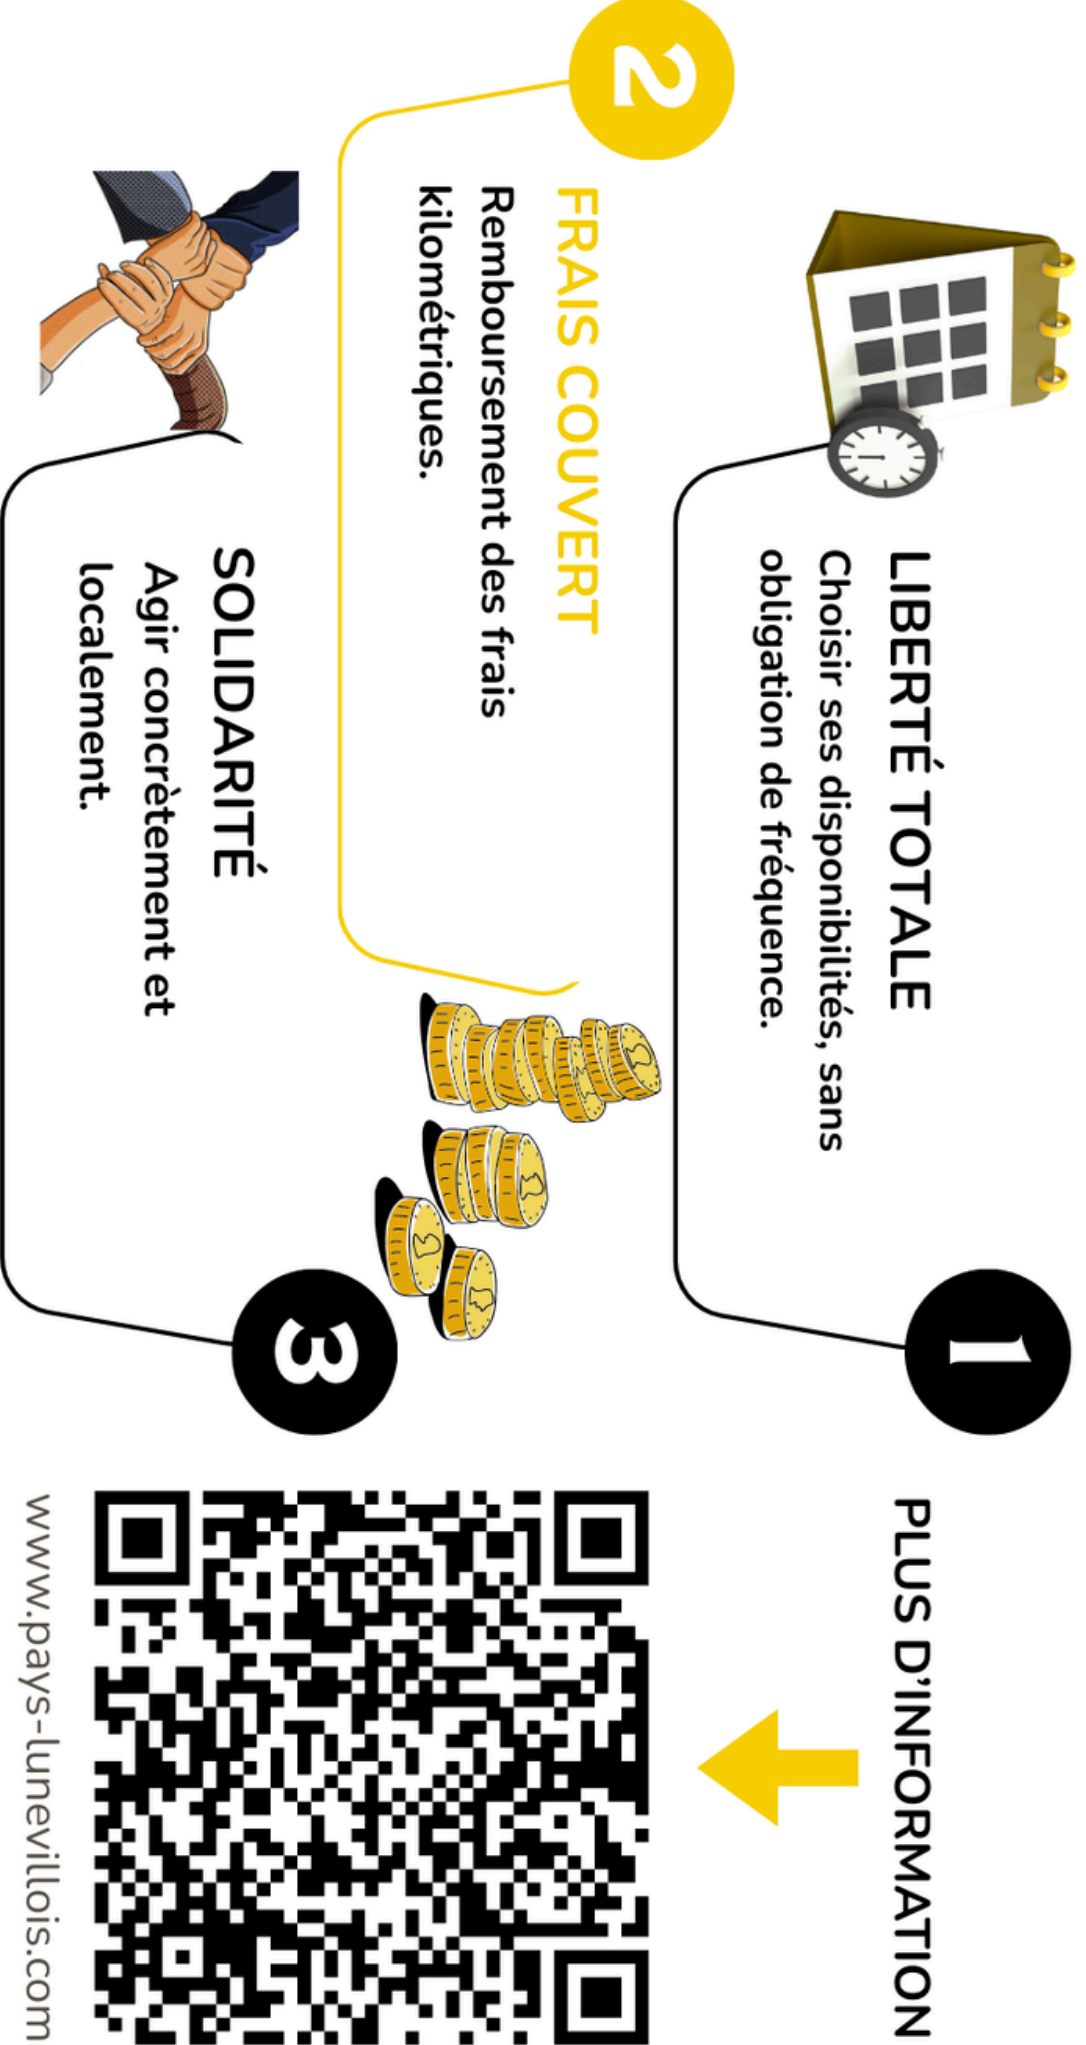 1
LIBERTÉ TOTALE
Choisir ses disponibilités, sans
obligation de fréquence.
2
FRAIS COUVERT
Remboursement des frais
kilométriques.
3
SOLIDARITÉ
Agir concrètement et
localement.
PLUS D'INFORMATION
www.pays-lunevillois.com